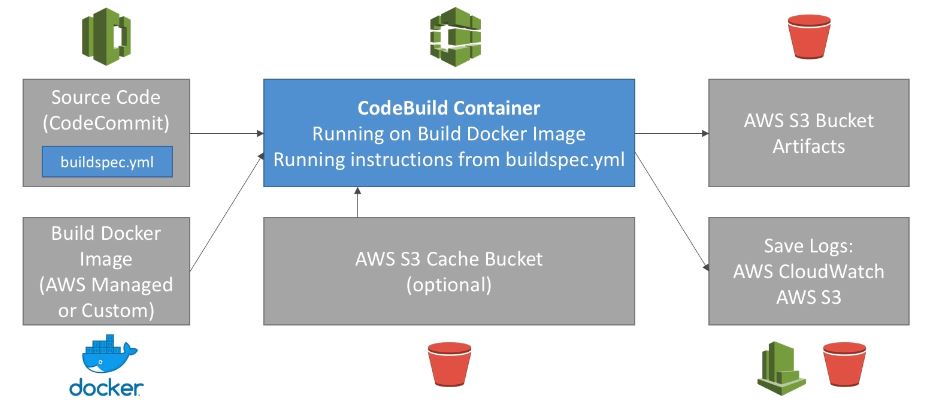 Source Code
(CodeCommit)
buildspec.yml
CodeBuild Container
Running on Build Docker Image
Running instructions from buildspec.yml
AWS S3 Bucket
Artifacts
Build Docker
Image
(AWS Managed
or Custom)
AWS S3 Cache Bucket
(optional)
Save Logs:
AWS CloudWatch
AWS S3
docker